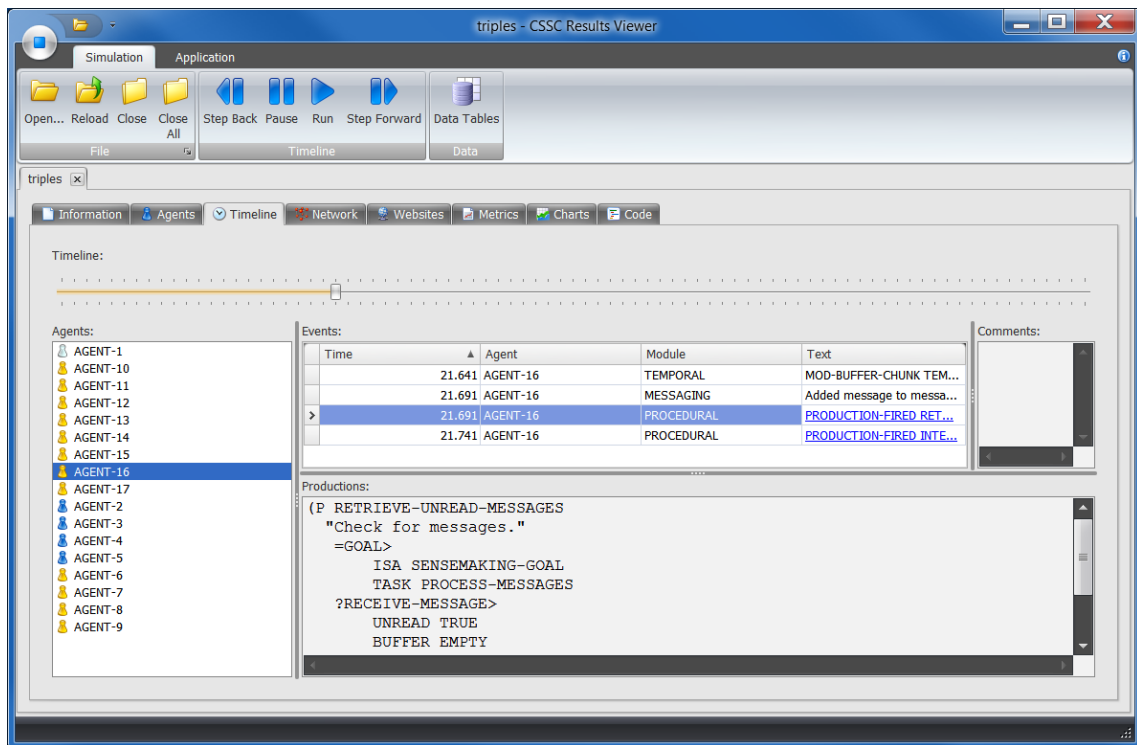 triples - CSSC Results Viewer
Simulation Application
Open... Reload Close Close All Step Back Pause Run Step Forward Data Tables
File Timeline Data
triples
Information Agents Timeline Network Websites Metrics Charts Code
Timeline:
Agents:
AGENT-1
AGENT-10
AGENT-11
AGENT-12
AGENT-13
AGENT-14
AGENT-15
AGENT-16
AGENT-17
AGENT-2
AGENT-3
AGENT-4
AGENT-5
AGENT-6
AGENT-7
AGENT-8
AGENT-9
Events:
Time Agent Module Text
21.641 AGENT-16 TEMPORAL MOD-BUFFER-CHUNK TEM...
21.691 AGENT-16 MESSAGING Added message to messa...
21.691 AGENT-16 PROCEDURAL PRODUCTION-FIRED RET...
21.741 AGENT-16 PROCEDURAL PRODUCTION-FIRED INTE...
Comments:
Productions:
(P RETRIEVE-UNREAD-MESSAGES
"Check for messages."
=GOAL>
ISA SENSEMAKING-GOAL
TASK PROCESS-MESSAGES
?RECEIVE-MESSAGE>
UNREAD TRUE
BUFFER EMPTY